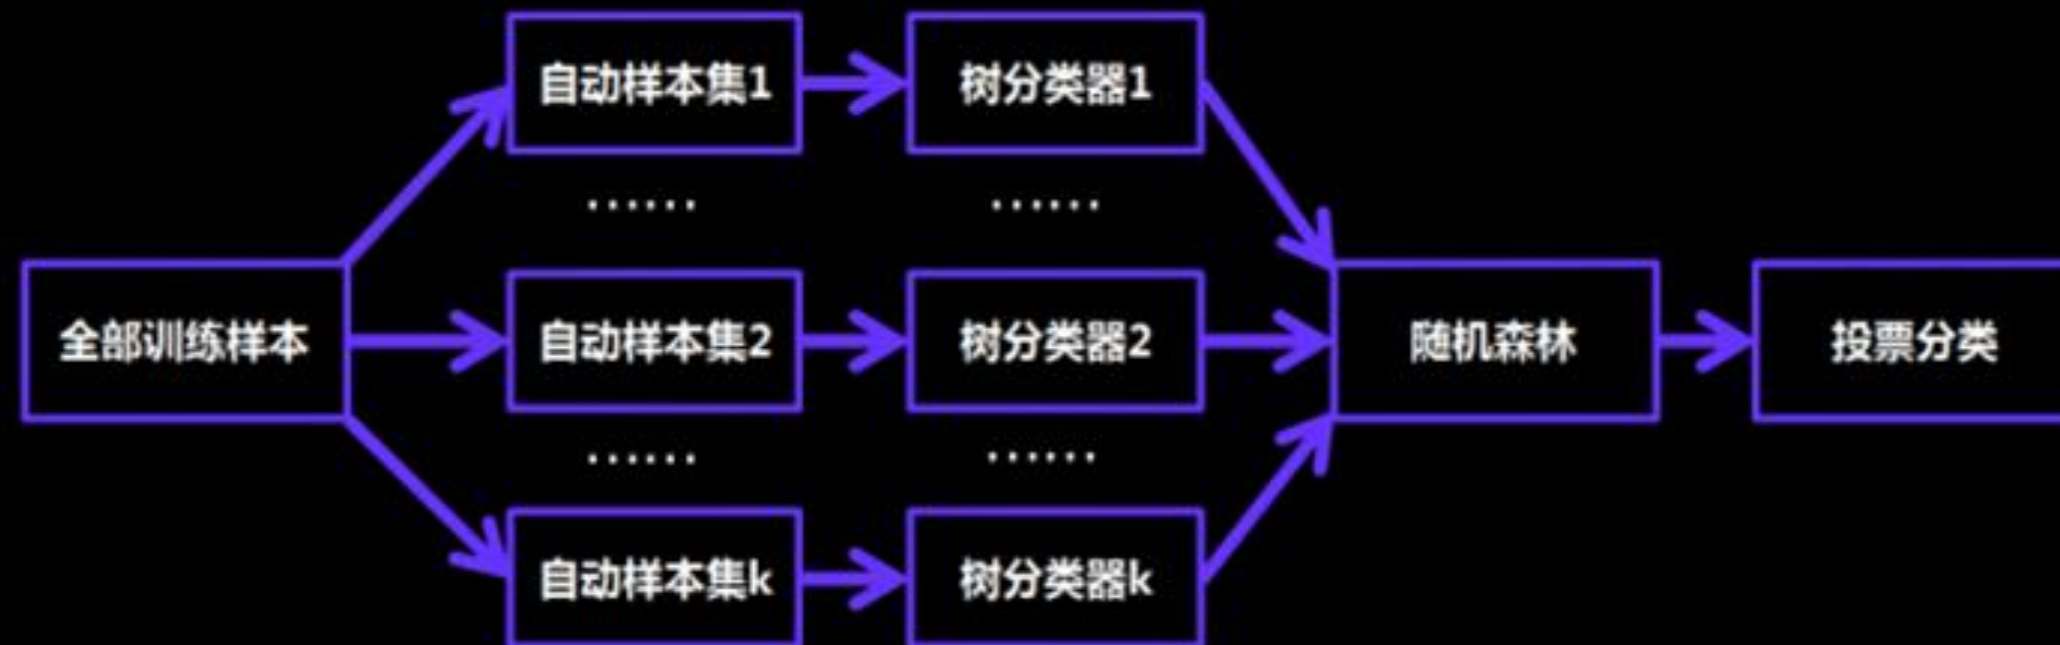 自动样本集1
树分类器1
……
……
全部训练样本
自动样本集2
树分类器2
随机森林
投票分类
……
……
自动样本集k
树分类器k